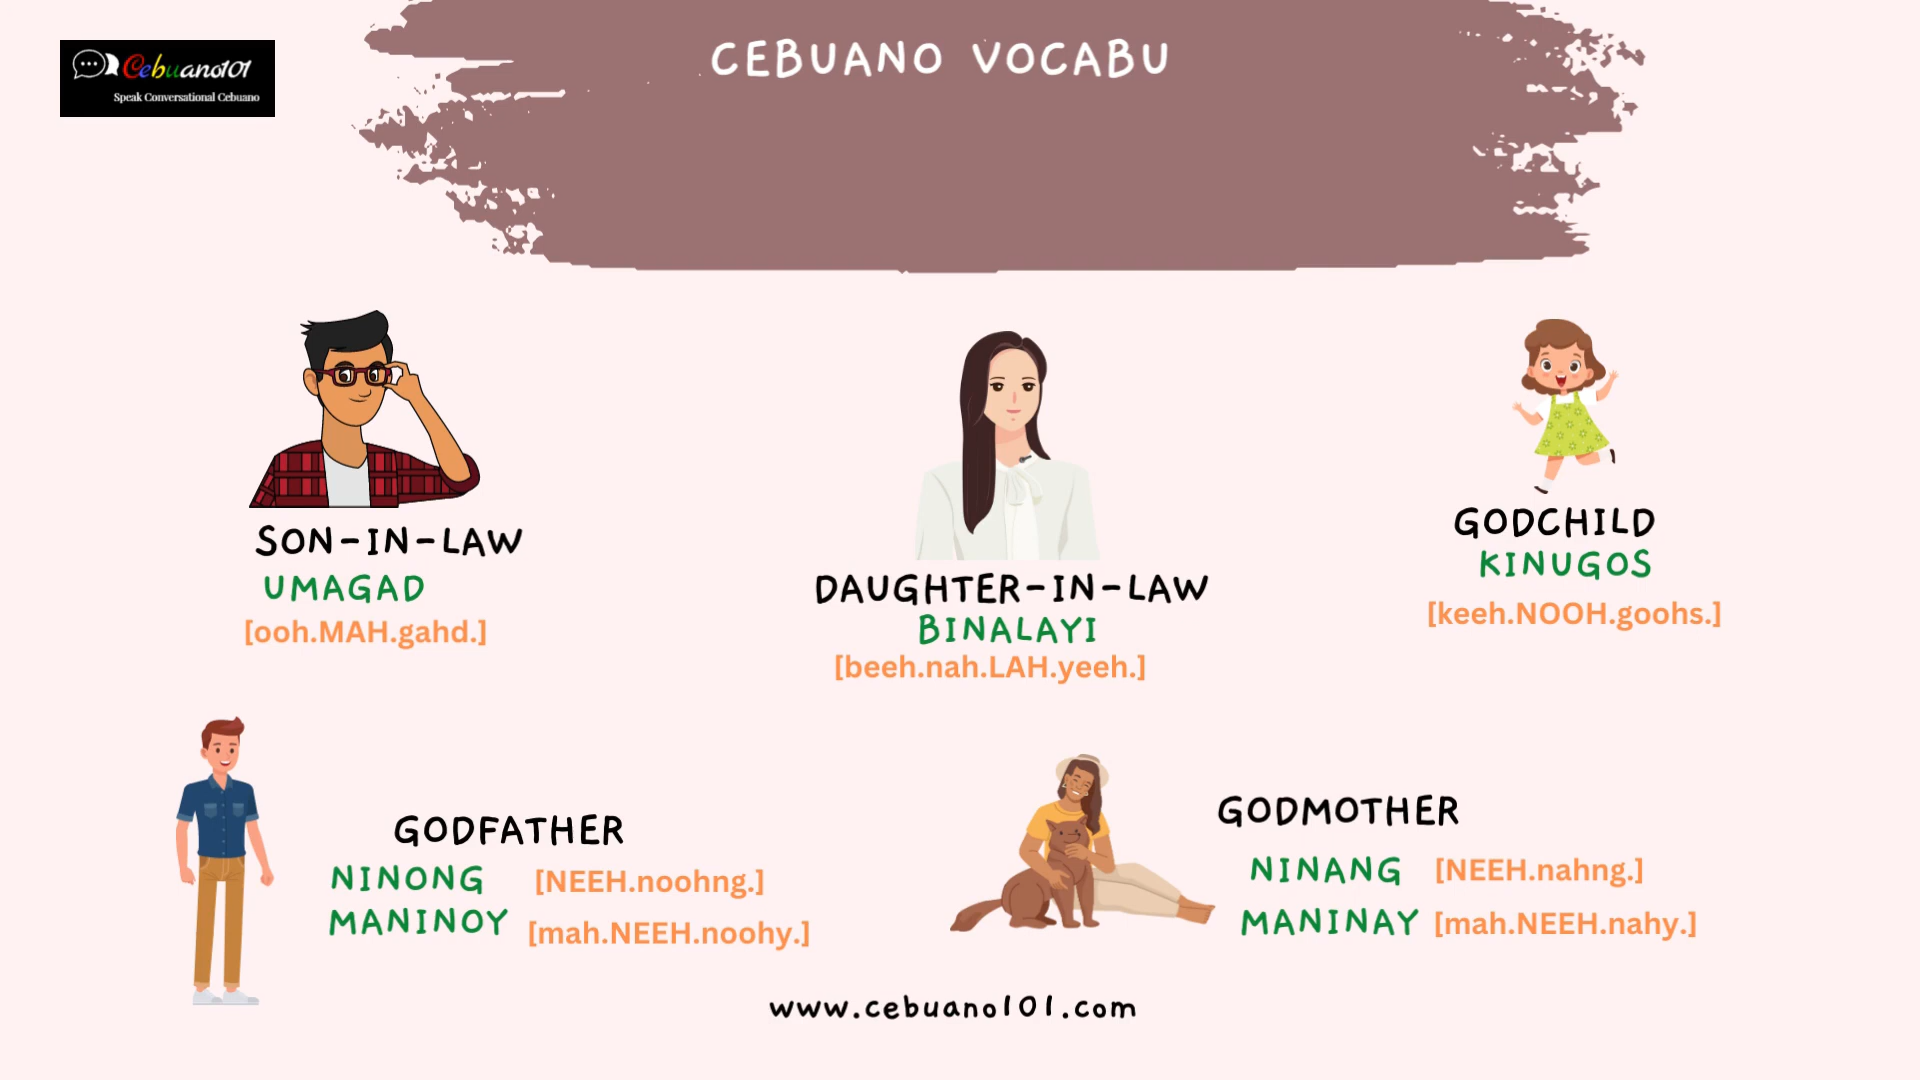 Cebuano101
Speak Conversational Cebuano
CEBUANO VOCABU
SON-IN-LAW
UMAGAD
[ooh.MAH.gahd.]
DAUGHTER-IN-LAW
BINALAYI
[beeh.nah.LAH.yeeh.]
GODCHILD
KINUGOS
[keeh.NOOH.goohs.]
GODFATHER
NINONG [NEEH.noohng.]
MANINOY [mah.NEEH.noohy.]
GODMOTHER
NINANG [NEEH.nahng.]
MANINAY [mah.NEEH.nahy.]
www.cebuano101.com